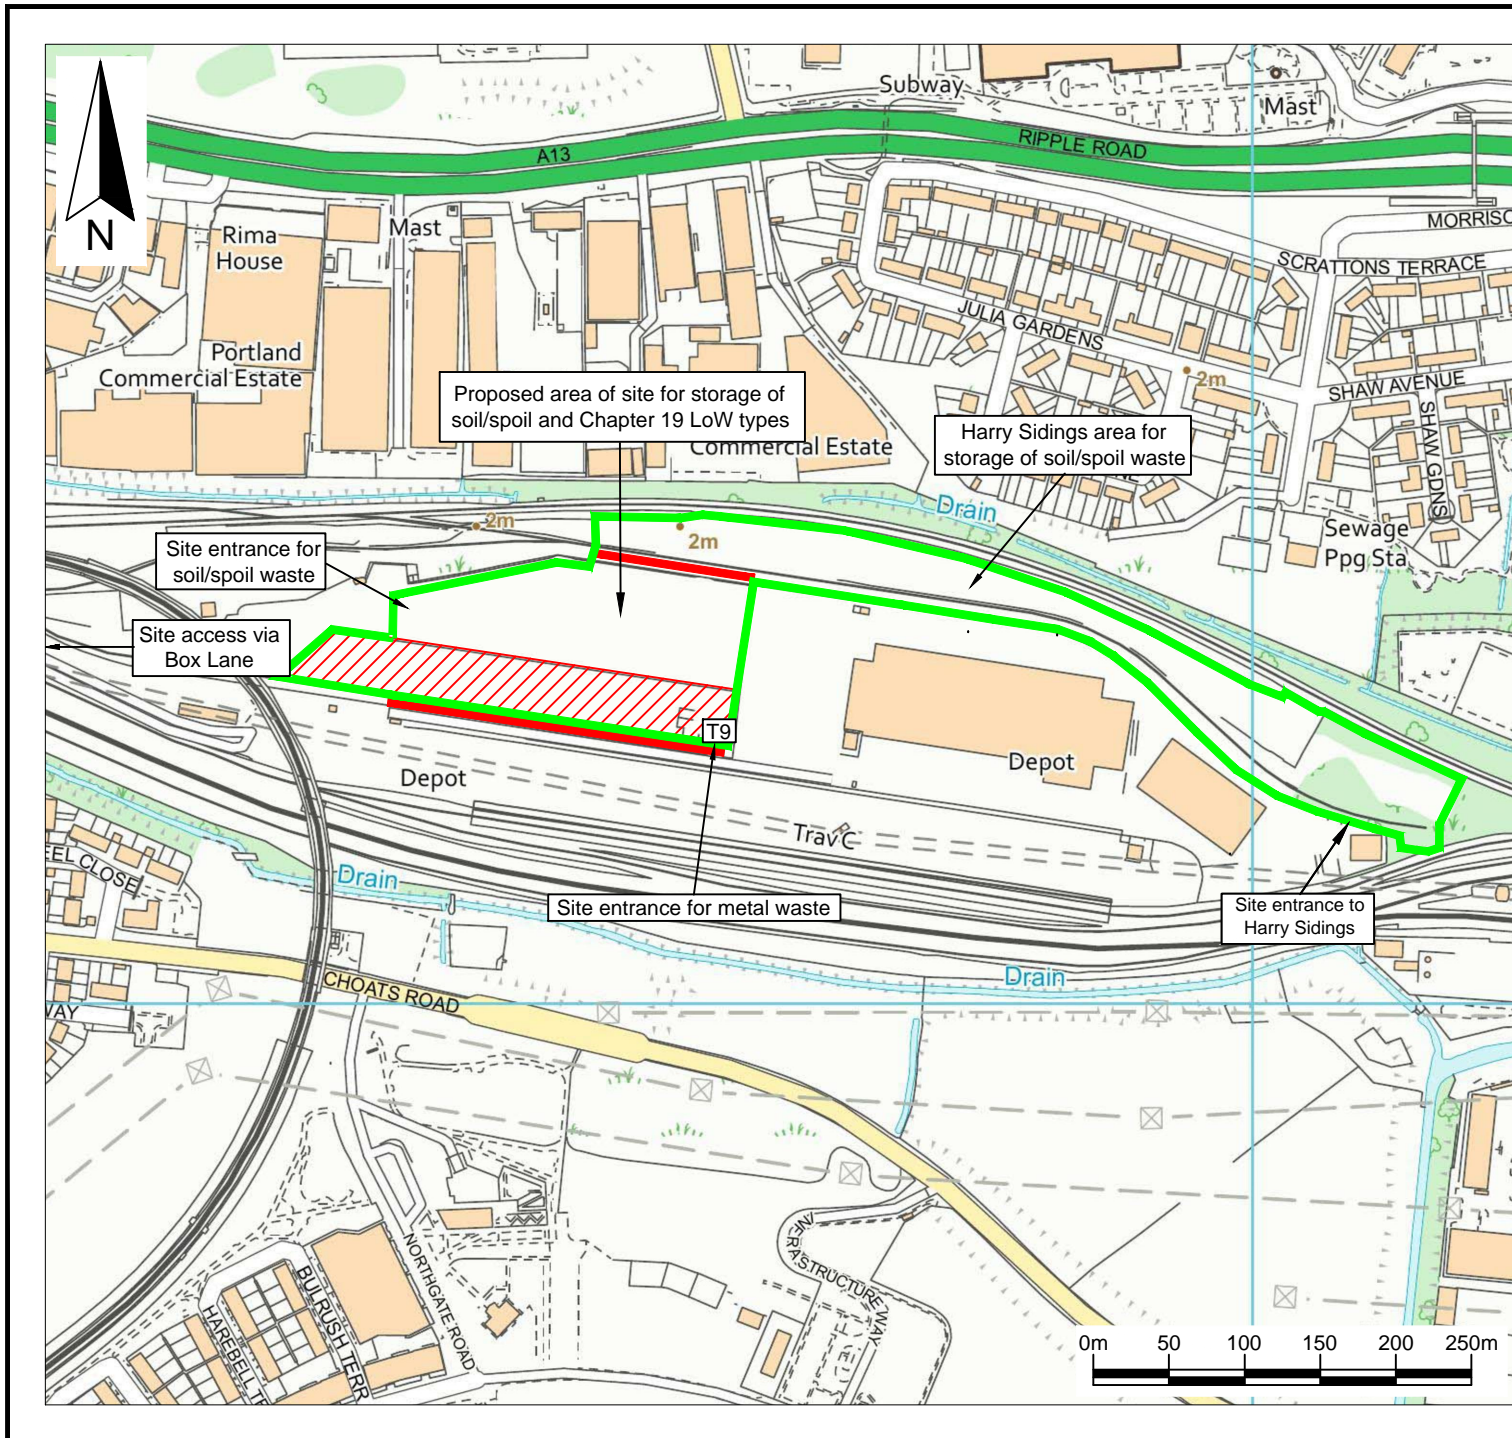 N
Subway
Mast
A13
RIPPLE ROAD
MORRISO
Rima
House
Mast
SCRATTONS TERRACE
JULIA GARDENS
Portland
Commercial Estate
2m
SHAW AVENUE
SHAW GDNS
Proposed area of site for storage of
soil/spoil and Chapter 19 LoW types
Commercial Estate
Harry Sidings area for
storage of soil/spoil waste
Drain
2m
2m
Sewage
Ppg Sta
Site entrance for
soil/spoil waste
Site access via
Box Lane
T9
Depot
Depot
Trav C
EEL CLOSE
Drain
Site entrance for metal waste
Site entrance to
Harry Sidings
Drain
CHOATS ROAD
WAY
NORTHGATE ROAD
INFRASTRUCTURE WAY
BULRUSH TERR
HAREBELL TE
0m 50 100 150 200 250m